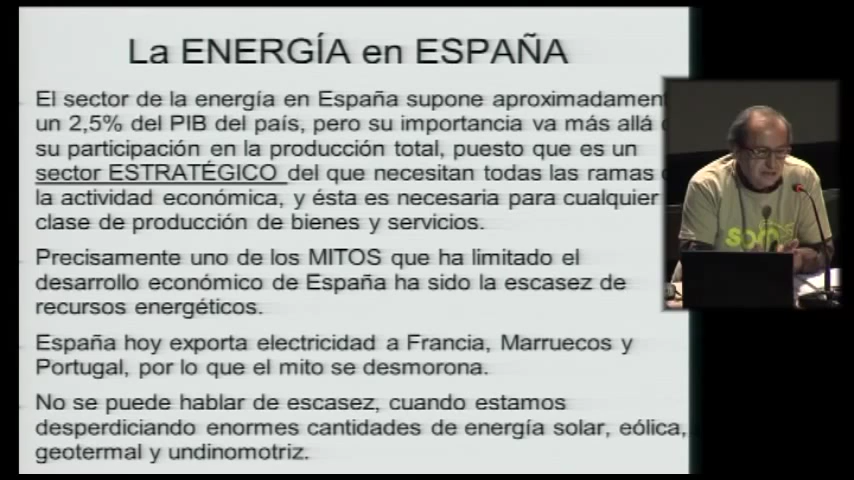 La ENERGÍA en ESPAÑA
El sector de la energía en España supone aproximadament
un 2,5% del PIB del país, pero su importancia va más allá
su participación en la producción total, puesto que es un
sector ESTRATÉGICO del que necesitan todas las ramas
la actividad económica, y ésta es necesaria para cualquier
clase de producción de bienes y servicios.
Precisamente uno de los MITOS que ha limitado el
desarrollo económico de España ha sido la escasez de
recursos energéticos.
España hoy exporta electricidad a Francia, Marruecos y
Portugal, por lo que el mito se desmorona.
No se puede hablar de escasez, cuando estamos
desperdiciando enormes cantidades de energía solar, eólica,
geotermal y undinomotriz.